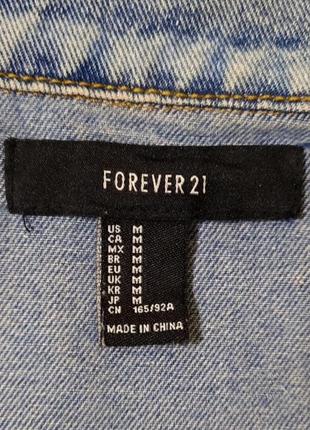 FOREVER 21
US M
CA M
MX M
BR M
EU M
UK M
KR M
JP M
CN 165/92A
MADE IN CHINA